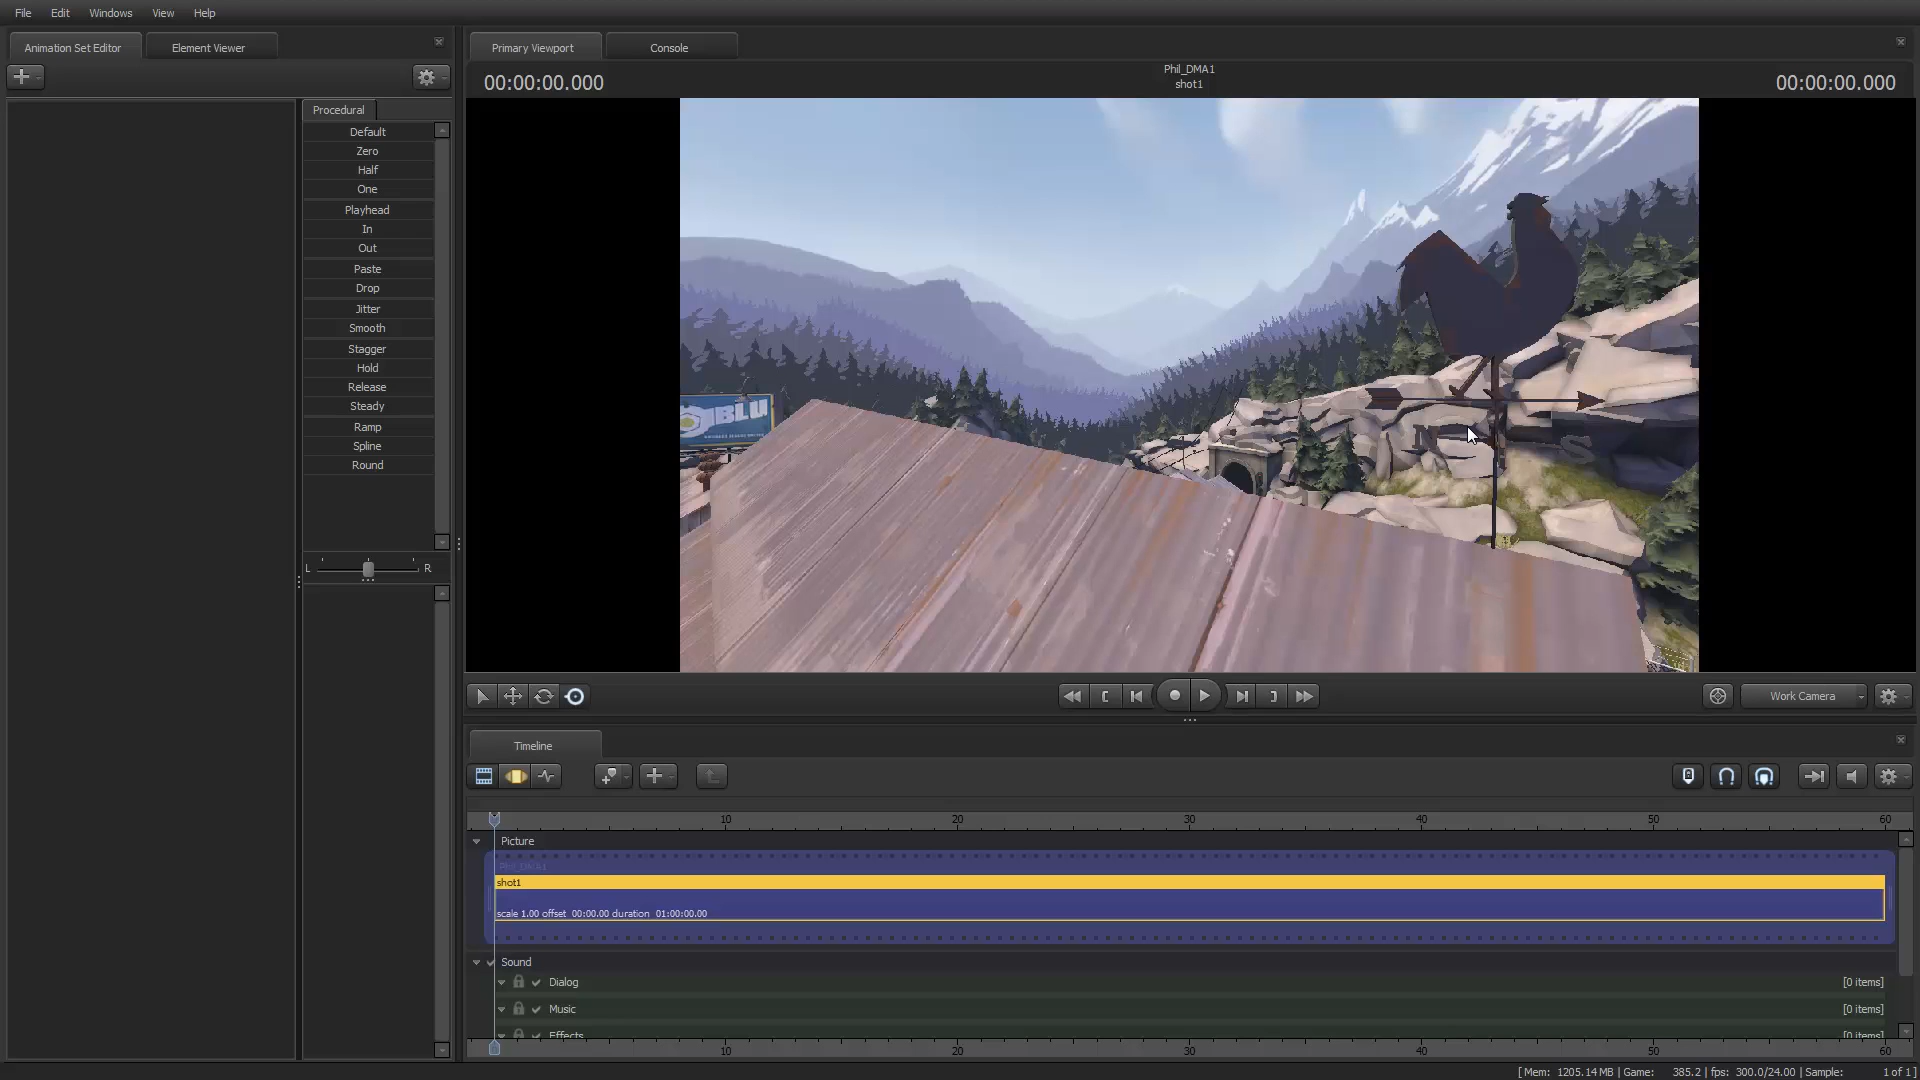 File Edit Windows View Help
Animation Set Editor Element Viewer
Primary Viewport Console
00:00:00.000
Phil_DMA1
shot1
00:00:00.000
Procedural
Default
Zero
Half
One
Playhead
In
Out
Paste
Drop
Jitter
Smooth
Stagger
Hold
Release
Steady
Ramp
Spline
Round
L R
BLU
S
Work Camera
Timeline
10 20 30 40 50 60
Picture
Phil_DMA1
shot1
scale 1.00 offset 00:00.00 duration 01:00:00.00
Sound
Dialog [0 items]
Music [0 items]
Effects [0 items]
10 20 30 40 50 60
[ Mem: 1205.14 MB | Game: 385.2 | fps: 300.0/24.00 | Sample: 1 of 1 ]